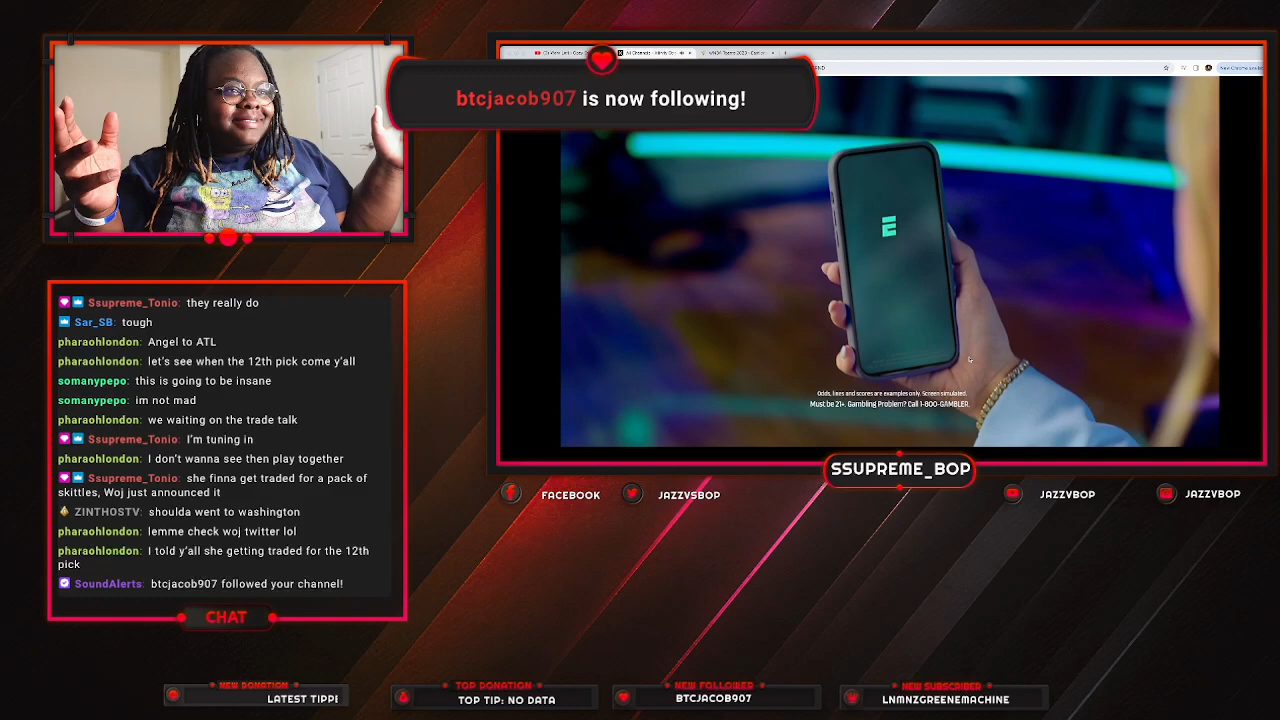 btcjacob907 is now following!
Ssupreme_Tonio: they really do
Sar_SB: tough
pharaohlondon: Angel to ATL
pharaohlondon: let's see when the 12th pick come y'all
somanypepo: this is going to be insane
somanypepo: im not mad
pharaohlondon: we waiting on the trade talk
Ssupreme_Tonio: I'm tuning in
pharaohlondon: I don't wanna see then play together
Ssupreme_Tonio: she finna get traded for a pack of
skittles, Woj just announced it
ZINTHOSTV: shoulda went to washington
pharaohlondon: lemme check woj twitter lol
pharaohlondon: I told y'all she getting traded for the 12th
pick
SoundAlerts: btcjacob907 followed your channel!
CHAT
E
Odds, lines and scores are examples only. Screen simulated.
Must be 21+. Gambling Problem? Call 1-800-GAMBLER.
SSUPREME_BOP
FACEBOOK
JAZZVSBOP
JAZZVBOP
JAZZVBOP
NEW DONATION
LATEST TIPPE
TOP DONATION
TOP TIP: NO DATA
NEW FOLLOWER
BTCJACOB907
NEW SUBSCRIBER
LNMNZGREENEMACHINE